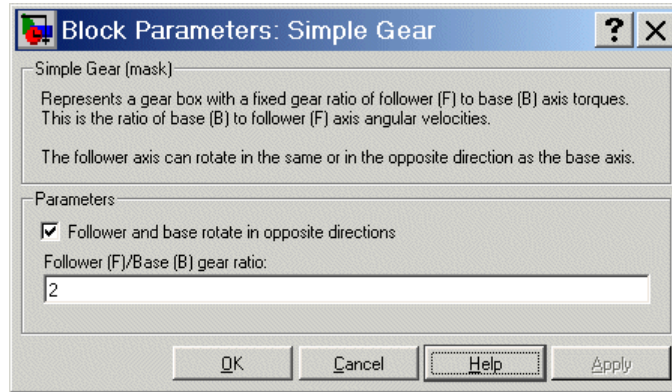 Block Parameters: Simple Gear
Simple Gear (mask)
Represents a gear box with a fixed gear ratio of follower (F) to base (B) axis torques.
This is the ratio of base (B) to follower (F) axis angular velocities.
The follower axis can rotate in the same or in the opposite direction as the base axis.
Parameters
Follower and base rotate in opposite directions
Follower (F)/Base (B) gear ratio:
2
OK Cancel Help Apply